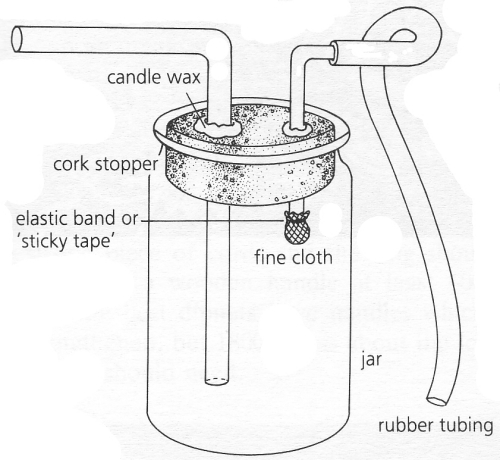 candle wax
cork stopper
elastic band or
'sticky tape'
fine cloth
jar
rubber tubing